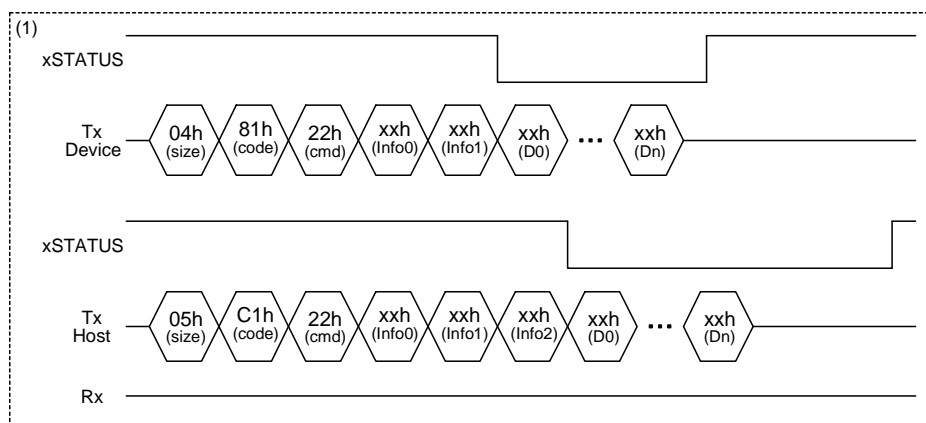 (1)
xSTATUS
Tx
Device
04h
(size)
81h
(code)
22h
(cmd)
xxh
(Info0)
xxh
(Info1)
xxh
(D0)
...
xxh
(Dn)
xSTATUS
Tx
Host
05h
(size)
C1h
(code)
22h
(cmd)
xxh
(Info0)
xxh
(Info1)
xxh
(Info2)
xxh
(D0)
...
xxh
(Dn)
Rx